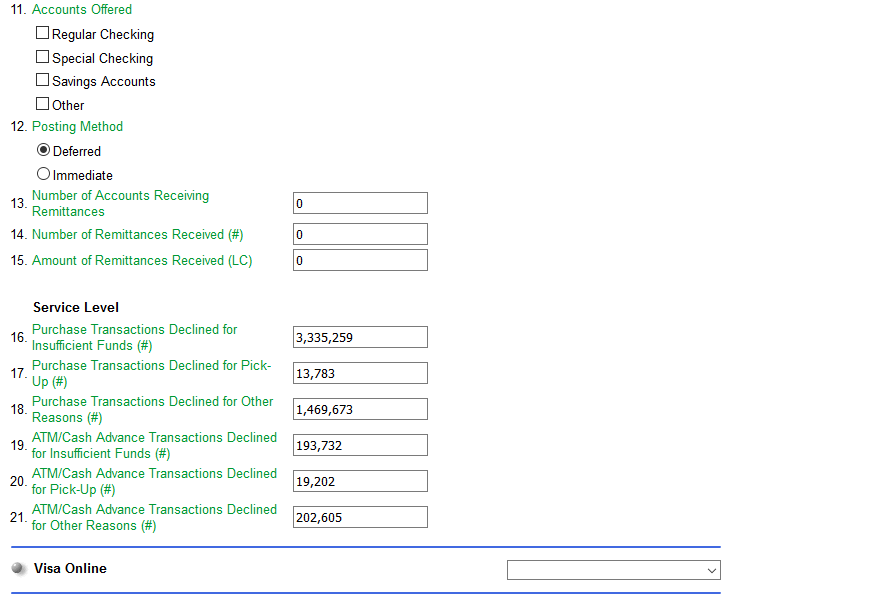 11. Accounts Offered
Regular Checking
Special Checking
Savings Accounts
Other
12. Posting Method
Deferred
Immediate
13. Number of Accounts Receiving
Remittances
0
14. Number of Remittances Received (#)
0
15. Amount of Remittances Received (LC)
0
Service Level
16. Purchase Transactions Declined for
Insufficient Funds (#)
3,335,259
17. Purchase Transactions Declined for Pick-
Up (#)
13,783
18. Purchase Transactions Declined for Other
Reasons (#)
1,469,673
19. ATM/Cash Advance Transactions Declined
for Insufficient Funds (#)
193,732
20. ATM/Cash Advance Transactions Declined
for Pick-Up (#)
19,202
21. ATM/Cash Advance Transactions Declined
for Other Reasons (#)
202,605
Visa Online